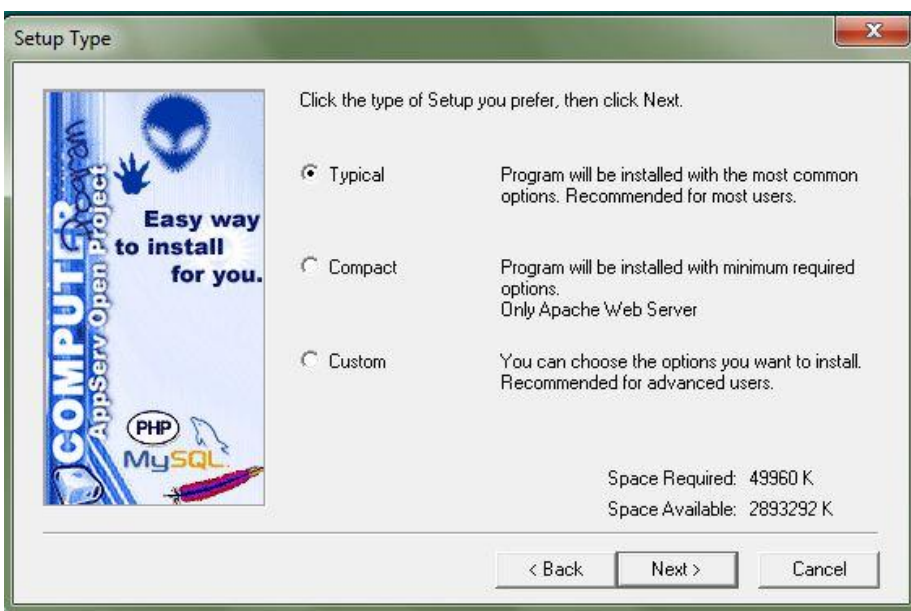 Setup Type
Click the type of Setup you prefer, then click Next.
Typical
Program will be installed with the most common
options. Recommended for most users.
Compact
Program will be installed with minimum required
options.
Only Apache Web Server
Custom
You can choose the options you want to install.
Recommended for advanced users.
Space Required: 49960 K
Space Available: 2893292 K
< Back
Next >
Cancel
COMPUTER
Program
AppServ Open Project
Easy way
to install
for you.
PHP
MySQL